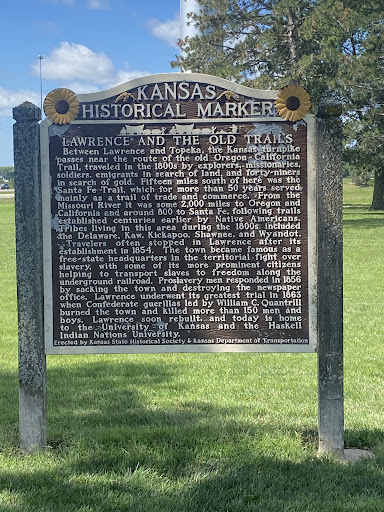 KANSAS
HISTORICAL MARKER
LAWRENCE AND THE OLD TRAILS
Between Lawrence and Topeka, the Kansas turnpike
passes near the route of the old Oregon-California
Trail, traveled in the 1800s by explorers, missionaries,
soldiers, emigrants in search of land, and forty-niners
in search of gold. Fifteen miles south of here was the
Santa Fe Trail, which for more than 50 years served
mainly as a trail of trade and commerce. From the
Missouri River it was some 2,000 miles to Oregon and
California and around 800 to Santa Fe, following trails
established centuries earlier by Native Americans.
Tribes living in this area during the 1800s included
the Delaware, Kaw, Kickapoo, Shawnee, and Wyandot.
Travelers often stopped in Lawrence after its
establishment in 1854. The town became famous as a
free-state headquarters in the territorial fight over
slavery, with some of its more prominent citizens
helping to transport slaves to freedom along the
underground railroad. Proslavery men responded in 1856
by sacking the town and destroying the newspaper
office. Lawrence underwent its greatest trial in 1863
when Confederate guerillas led by William C. Quantrill
burned the town and killed more than 150 men and
boys. Lawrence soon rebuilt, and today is home
to the University of Kansas and the Haskell
Indian Nations University.
Erected by Kansas State Historical Society & Kansas Department of Transportation